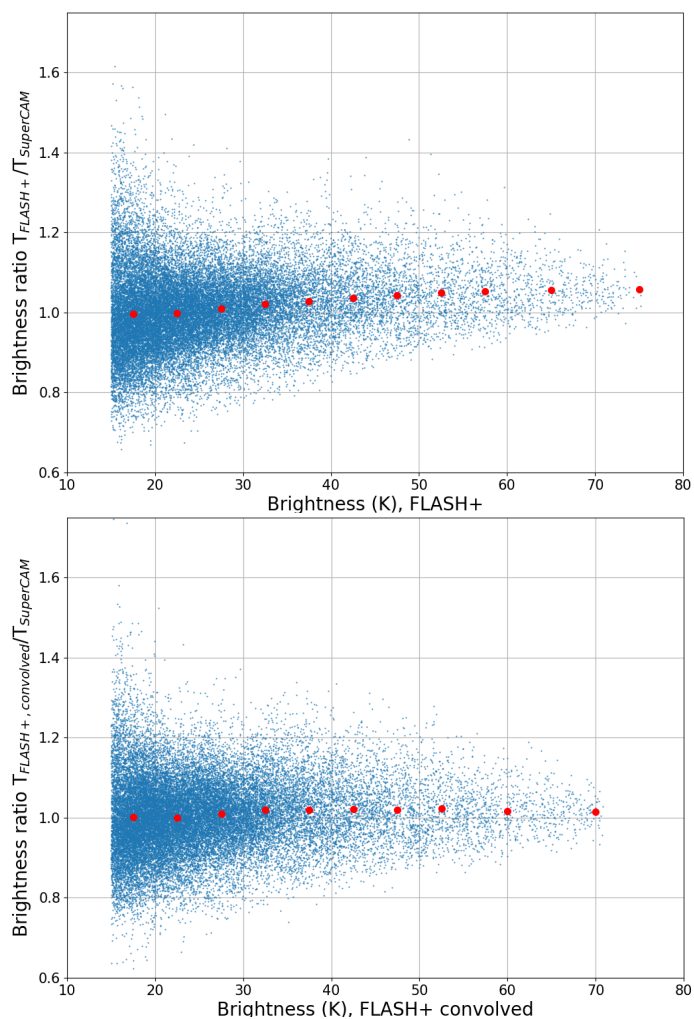 Brightness ratio T_FLASH+/T_SuperCAM
1.6
1.4
1.2
1.0
0.8
0.6
10 20 30 40 50 60 70 80
Brightness (K), FLASH+
Brightness ratio T_FLASH+, convolved/T_SuperCAM
1.6
1.4
1.2
1.0
0.8
0.6
10 20 30 40 50 60 70 80
Brightness (K), FLASH+ convolved